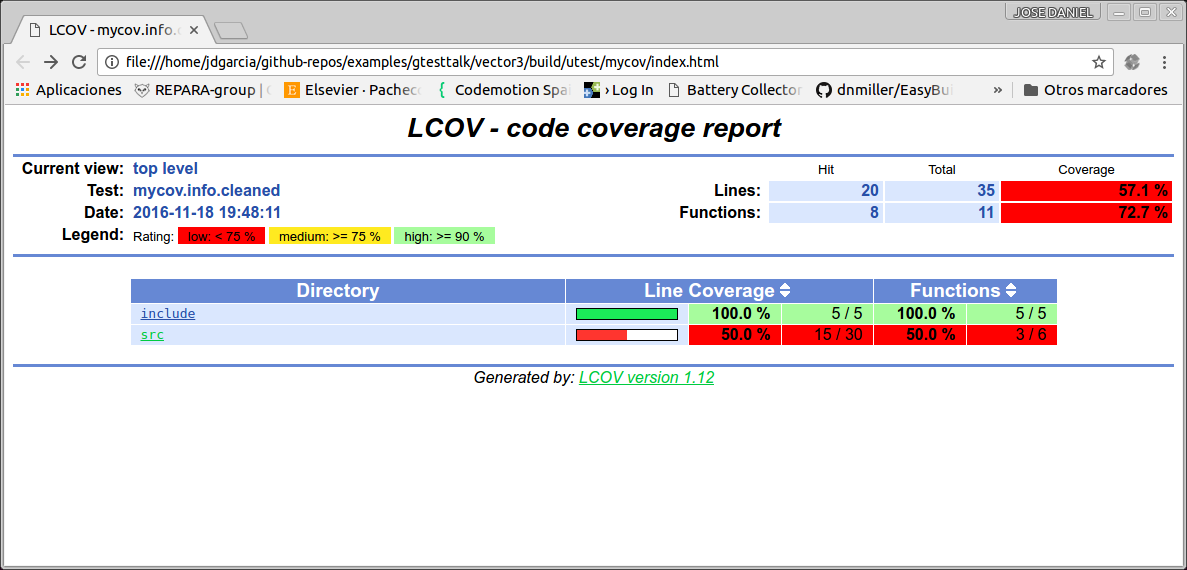 JOSE DANIEL
LCOV - mycov.info.c
file:///home/jdgarcia/github-repos/examples/gtesttalk/vector3/build/utest/mycov/index.html
Aplicaciones REPARA-group | Elsevier · Pachec Codemotion Spa › Log In Battery Collector dnmiller/EasyBu » Otros marcadores
LCOV - code coverage report
Current view: top level Hit Total Coverage
Test: mycov.info.cleaned Lines: 20 35 57.1 %
Date: 2016-11-18 19:48:11 Functions: 8 11 72.7 %
Legend: Rating: low: < 75 % medium: >= 75 % high: >= 90 %
Directory Line Coverage Functions
include 100.0 % 5 / 5 100.0 % 5 / 5
src 50.0 % 15 / 30 50.0 % 3 / 6
Generated by: LCOV version 1.12